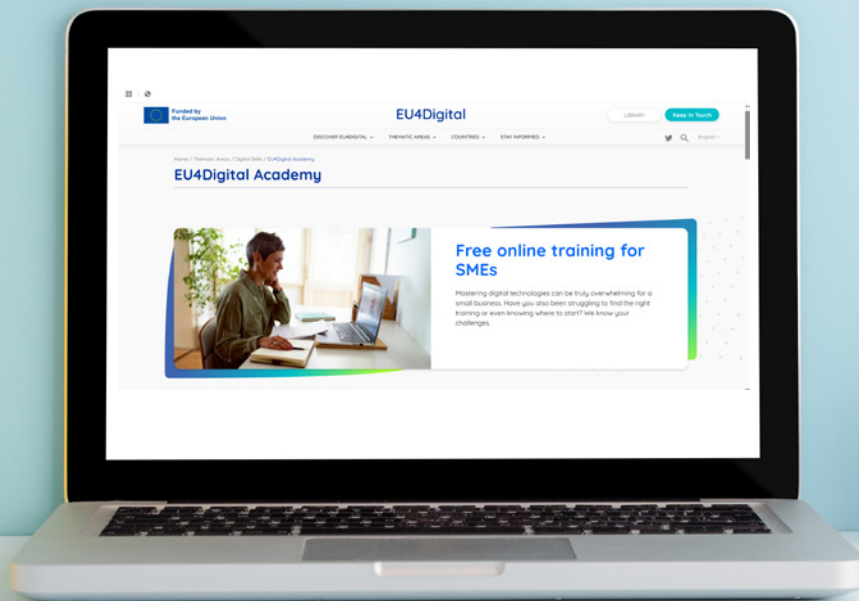 Funded by
the European Union
EU4Digital
LIBRARY
Keep in Touch
DISCOVER EU4DIGITAL
THEMATIC AREAS
COUNTRIES
STAY INFORMED
English
Home / Thematic Areas / Digital Skills / EU4Digital Academy
EU4Digital Academy
Free online training for
SMEs
Mastering digital technologies can be truly overwhelming for a
small business. Have you also been struggling to find the right
training or even knowing where to start? We know your
challenges.